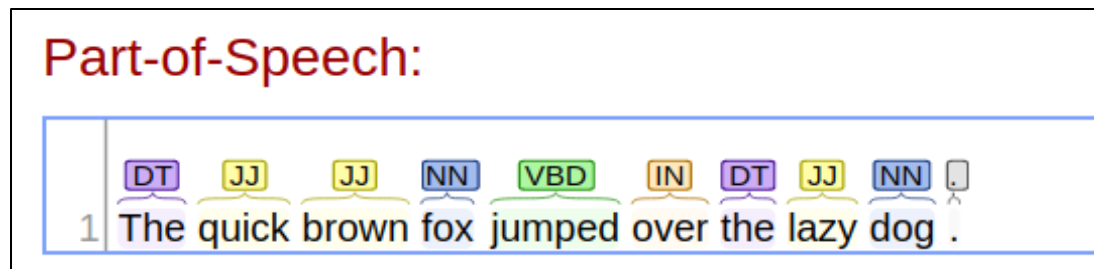 Part-of-Speech:
DT JJ JJ NN VBD IN DT JJ NN .
1 The quick brown fox jumped over the lazy dog .